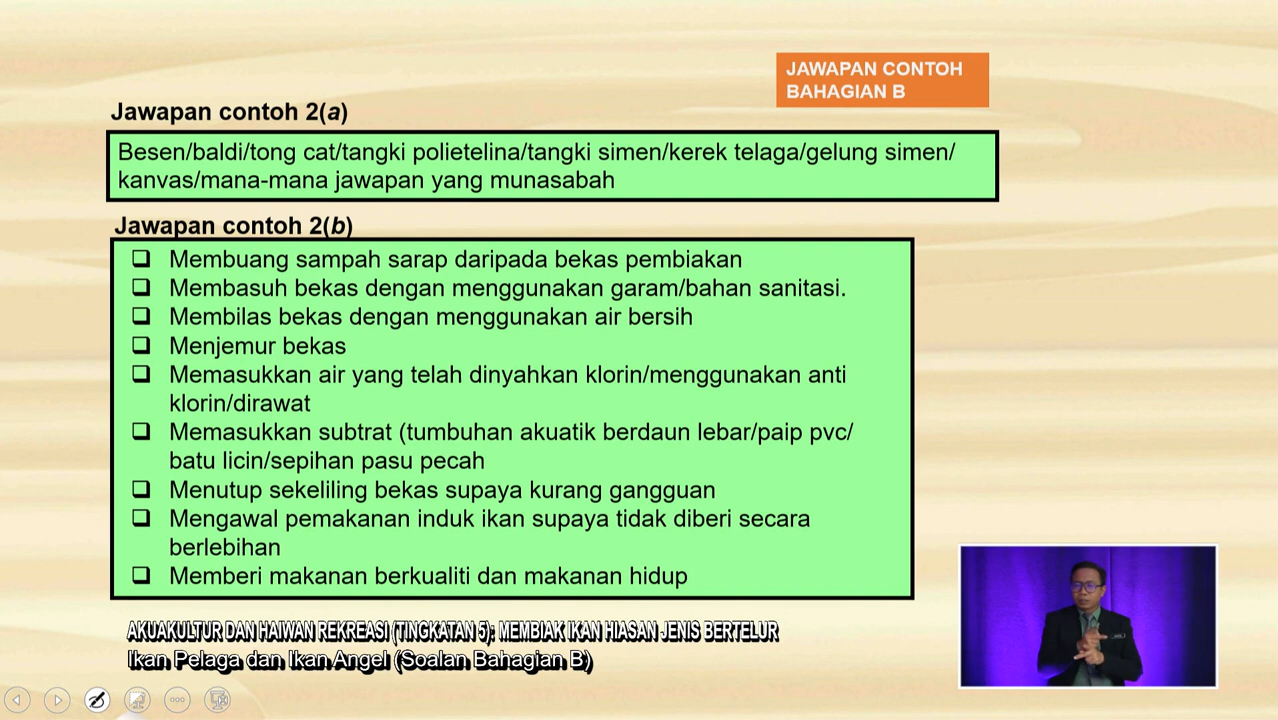 JAWAPAN CONTOH
BAHAGIAN B
Jawapan contoh 2(a)
Besen/baldi/tong cat/tangki polietelina/tangki simen/kerek telaga/gelung simen/
kanvas/mana-mana jawapan yang munasabah
Jawapan contoh 2(b)
❑ Membuang sampah sarap daripada bekas pembiakan
❑ Membasuh bekas dengan menggunakan garam/bahan sanitasi.
❑ Membilas bekas dengan menggunakan air bersih
❑ Menjemur bekas
❑ Memasukkan air yang telah dinyahkan klorin/menggunakan anti
klorin/dirawat
❑ Memasukkan subtrat (tumbuhan akuatik berdaun lebar/paip pvc/
batu licin/sepihan pasu pecah
❑ Menutup sekeliling bekas supaya kurang gangguan
❑ Mengawal pemakanan induk ikan supaya tidak diberi secara
berlebihan
❑ Memberi makanan berkualiti dan makanan hidup
AKUAKULTUR DAN HAIWAN REKREASI (TINGKATAN 5): MEMBIAK IKAN HIASAN JENIS BERTELUR
Ikan Pelaga dan Ikan Angel (Soalan Bahagian B)